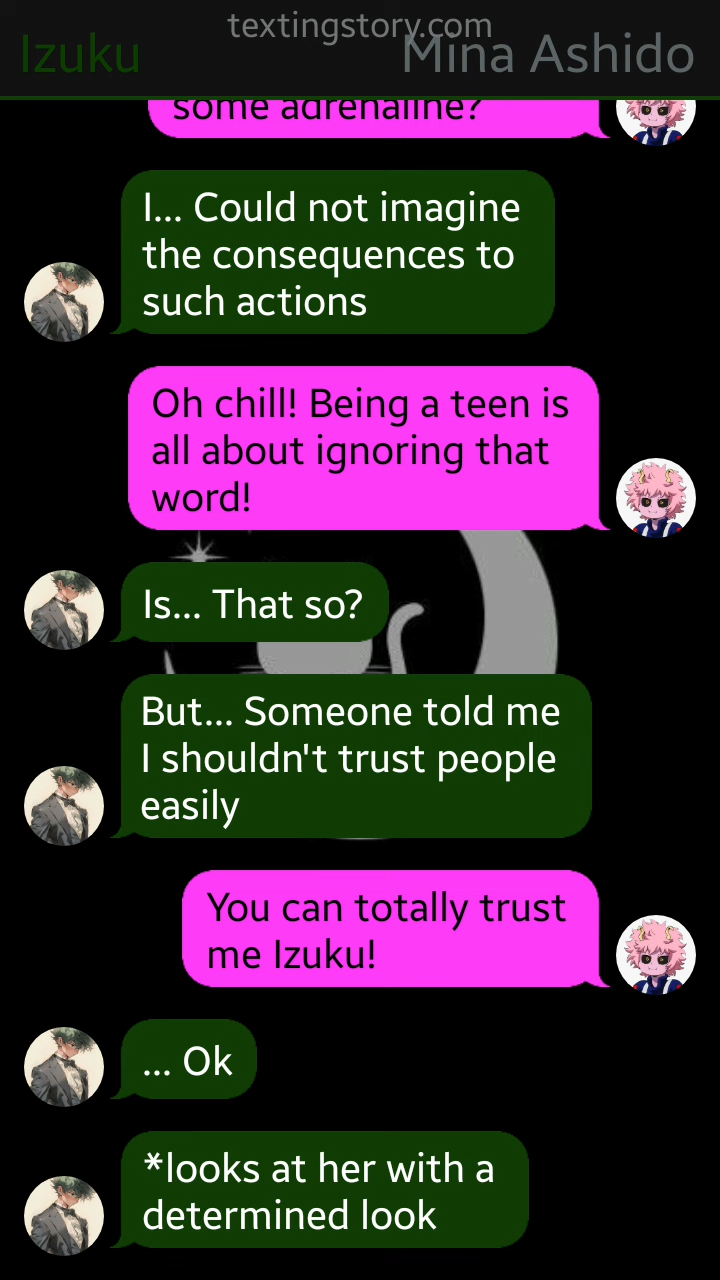 textingstory.com
Izuku
Mina Ashido
some adrenaline?
I... Could not imagine
the consequences to
such actions
Oh chill! Being a teen is
all about ignoring that
word!
Is... That so?
But... Someone told me
I shouldn't trust people
easily
You can totally trust
me Izuku!
... Ok
*looks at her with a
determined look